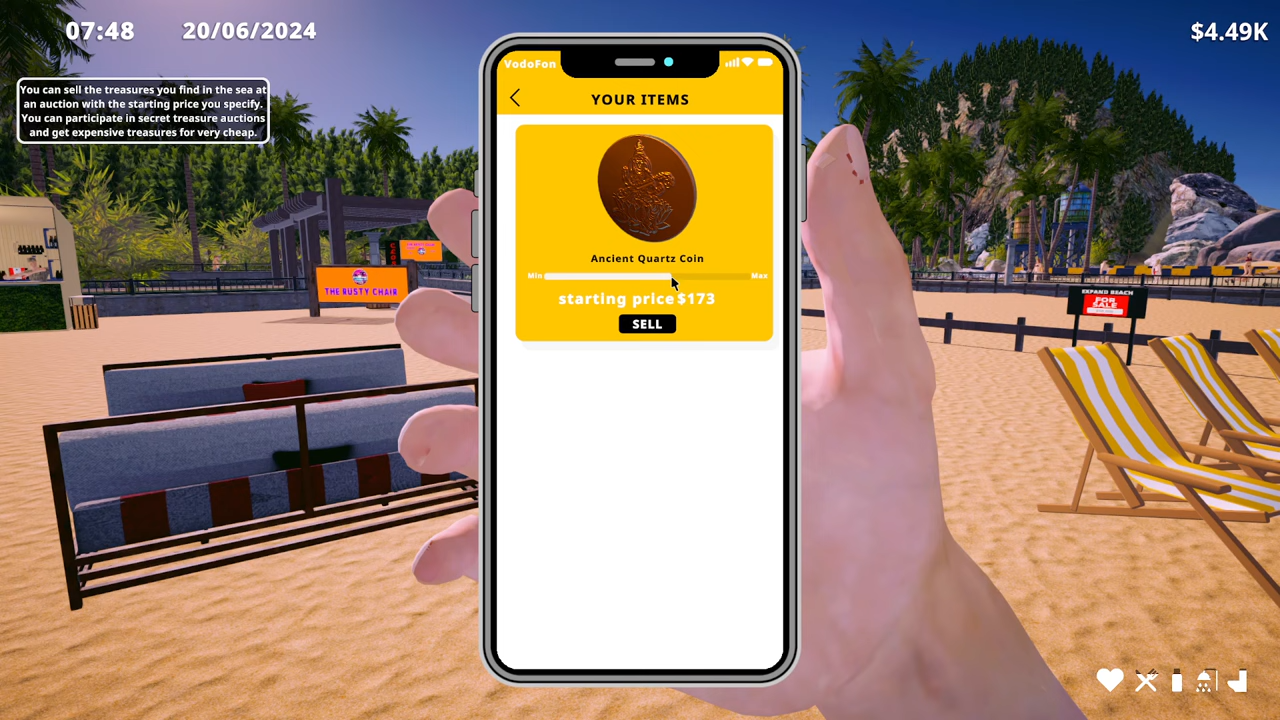 07:48
20/06/2024
$4.49K
You can sell the treasures you find in the sea at
an auction with the starting price you specify.
You can participate in secret treasure auctions
and get expensive treasures for very cheap.
VodoFon
YOUR ITEMS
Ancient Quartz Coin
Min
Max
starting price $173
SELL
THE RUSTY CHAIR
EXPAND BEACH
FOR
SALE